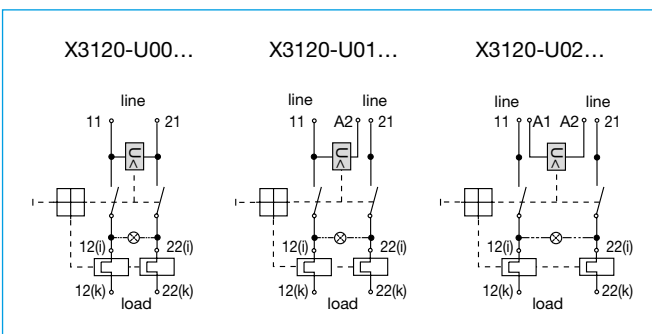 X3120-U00... X3120-U01... X3120-U02...
line line line line line
11 21 11 A2 21 11 A1 A2 21
U< U< U<
12(i) 22(i) 12(i) 22(i) 12(i) 22(i)
12(k) 22(k) 12(k) 22(k) 12(k) 22(k)
load load load